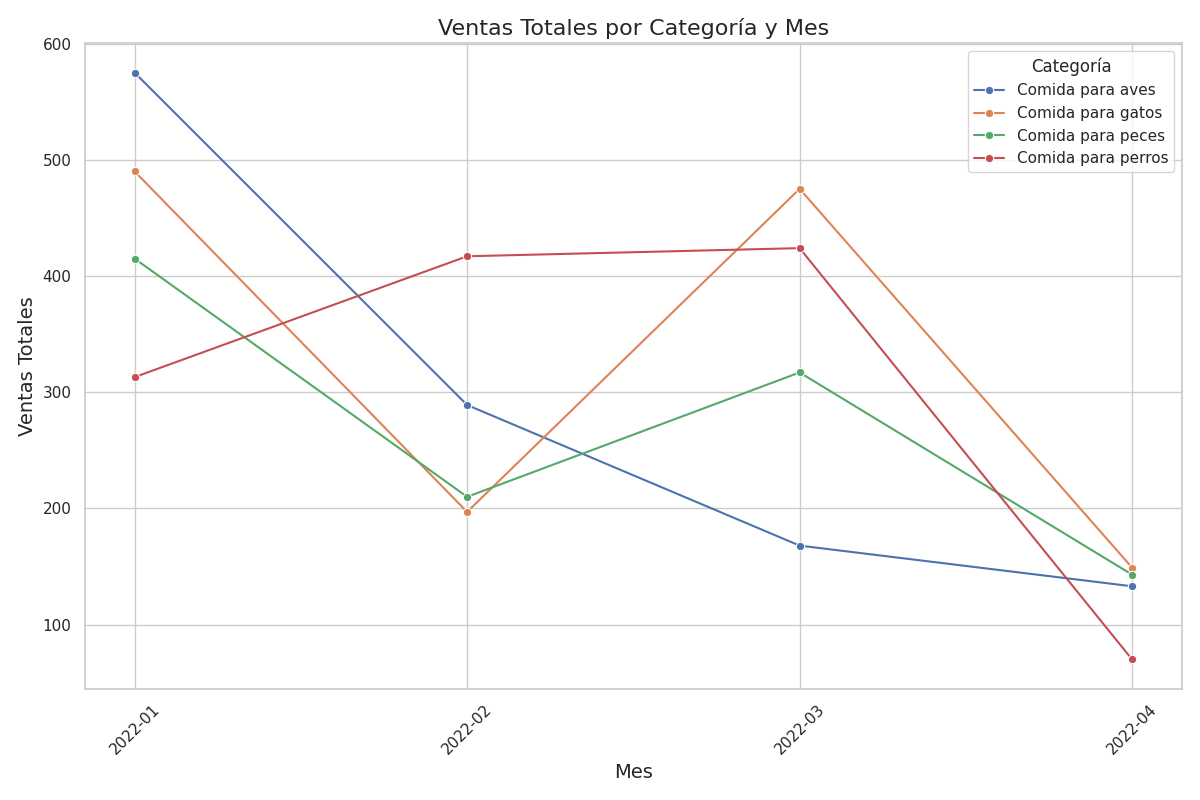 Ventas Totales por Categoría y Mes
Categoría
Comida para aves
Comida para gatos
Comida para peces
Comida para perros
Ventas Totales
600
500
400
300
200
100
2022-01
2022-02
2022-03
2022-04
Mes